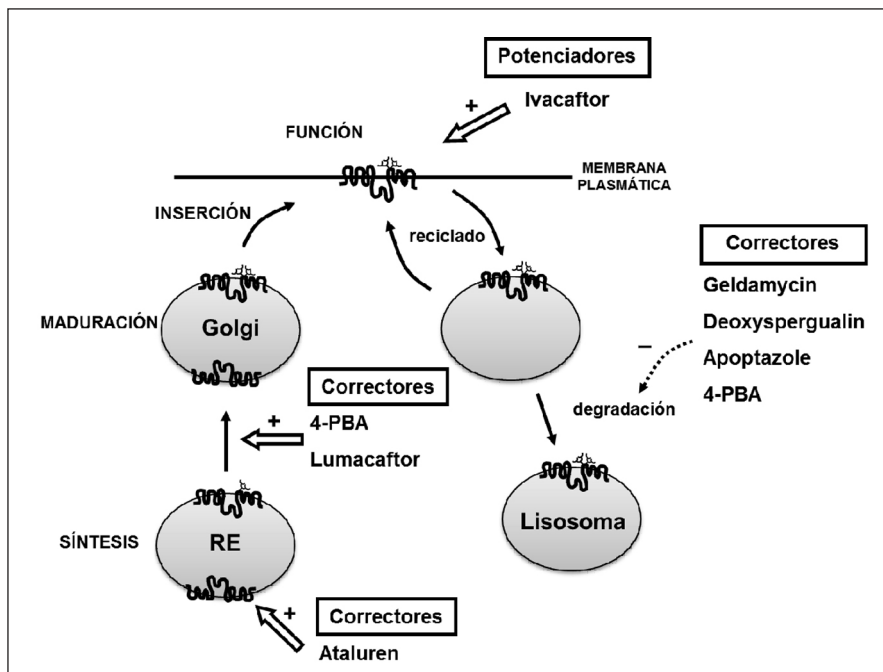 Potenciadores
Ivacaftor
+
FUNCIÓN
MEMBRANA
PLASMÁTICA
INSERCIÓN
reciclado
Correctores
Geldamycin
Deoxyspergualin
Apoptazole
4-PBA
–
degradación
MADURACIÓN
Golgi
Correctores
4-PBA
Lumacaftor
+
Lisosoma
SÍNTESIS
RE
+
Correctores
Ataluren